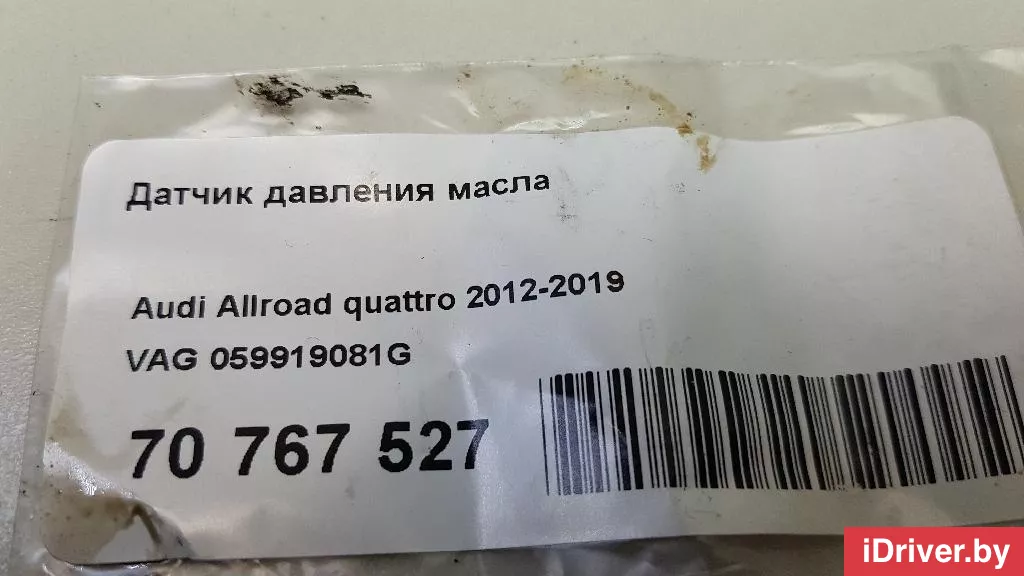 Датчик давления масла
Audi Allroad quattro 2012-2019
VAG 059919081G
70 767 527
iDriver.by